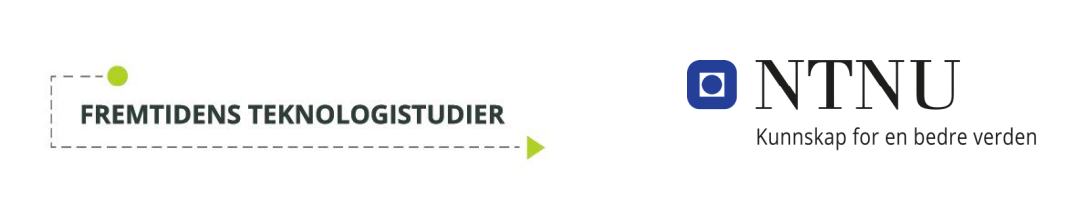 FREMTIDENS TEKNOLOGISTUDIER
NTNU
Kunnskap for en bedre verden